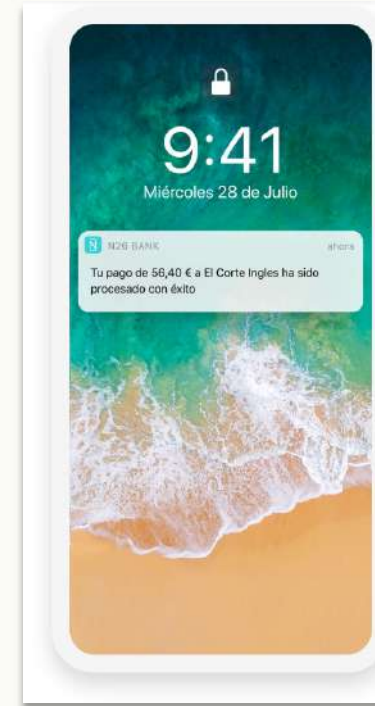 9:41
Miércoles 28 de Julio
N26 BANK ahora
Tu pago de 56,40 € a El Corte Ingles ha sido
procesado con éxito